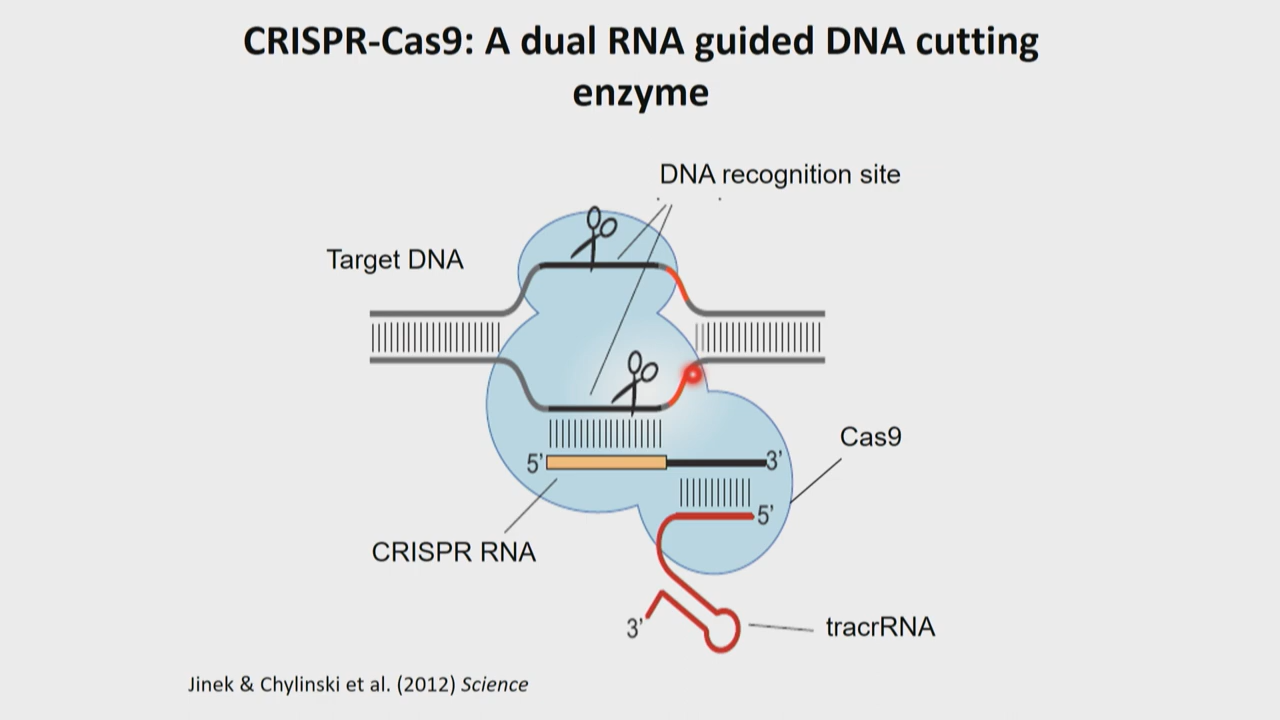 CRISPR-Cas9: A dual RNA guided DNA cutting
enzyme
DNA recognition site
Target DNA
Cas9
5'
3'
5'
CRISPR RNA
3'
tracrRNA
Jinek & Chylinski et al. (2012) Science